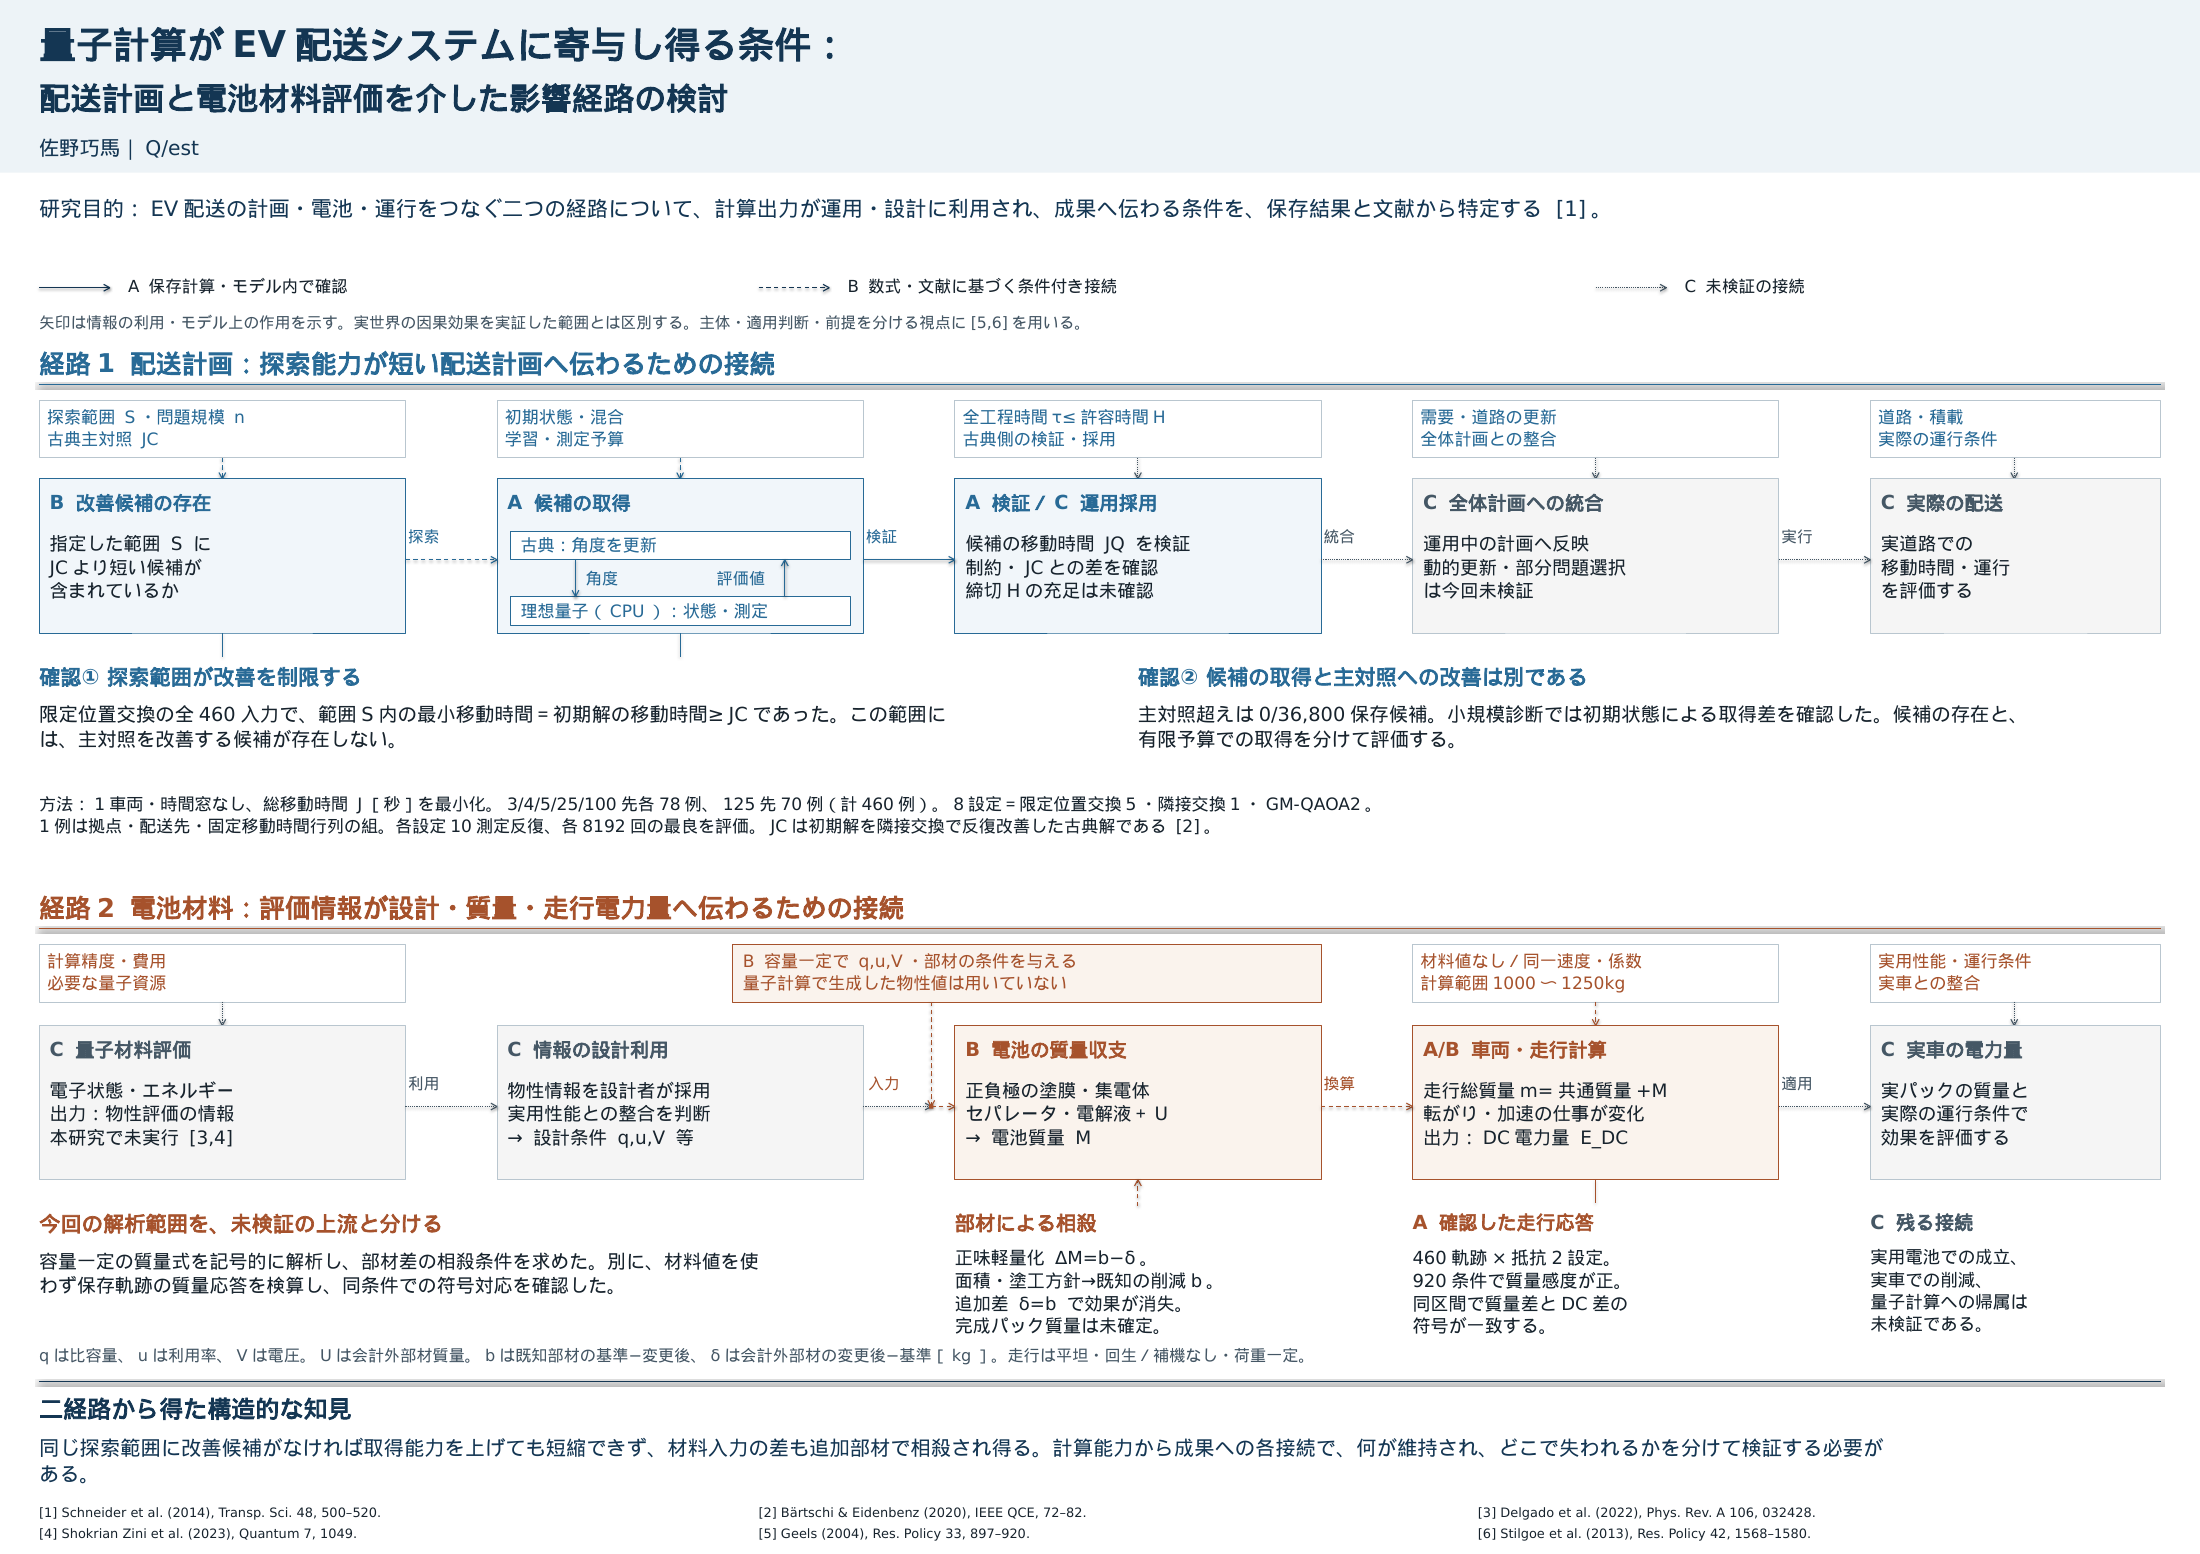 量子計算が EV 配送システムに寄与し得る条件：
配送計画と電池材料評価を介した影響経路の検討
佐野巧馬｜ Q/est
研究目的： EV 配送の計画・電池・運行をつなぐ二つの経路について、計算出力が運用・設計に利用され、成果へ伝わる条件を、保存結果と文献から特定する [1] 。
A 保存計算・モデル内で確認
B 数式・文献に基づく条件付き接続
C 未検証の接続
矢印は情報の利用・モデル上の作用を示す。実世界の因果効果を実証した範囲とは区別する。主体・適用判断・前提を分ける視点に [5,6] を用いる。
経路 1 配送計画：探索能力が短い配送計画へ伝わるための接続
探索範囲 S ・問題規模 n
古典主対照 JC
初期状態・混合
学習・測定予算
全工程時間 τ≤ 許容時間 H
古典側の検証・採用
需要・道路の更新
全体計画との整合
道路・積載
実際の運行条件
B 改善候補の存在
指定した範囲 S に
JC より短い候補が
含まれているか
探索
A 候補の取得
古典：角度を更新
角度
評価値
理想量子（ CPU ）：状態・測定
検証
A 検証 / C 運用採用
候補の移動時間 JQ を検証
制約・ JC との差を確認
締切 H の充足は未確認
統合
C 全体計画への統合
運用中の計画へ反映
動的更新・部分問題選択
は今回未検証
実行
C 実際の配送
実道路での
移動時間・運行
を評価する
確認① 探索範囲が改善を制限する
限定位置交換の全 460 入力で、範囲 S 内の最小移動時間 = 初期解の移動時間≥ JC であった。この範囲に
は、主対照を改善する候補が存在しない。
確認② 候補の取得と主対照への改善は別である
主対照超えは 0/36,800 保存候補。小規模診断では初期状態による取得差を確認した。候補の存在と、
有限予算での取得を分けて評価する。
方法： 1 車両・時間窓なし、総移動時間 J [ 秒 ] を最小化。 3/4/5/25/100 先各 78 例、 125 先 70 例（計 460 例）。 8 設定 = 限定位置交換 5 ・隣接交換 1 ・ GM-QAOA2 。
1 例は拠点・配送先・固定移動時間行列の組。各設定 10 測定反復、各 8192 回の最良を評価。 JC は初期解を隣接交換で反復改善した古典解である [2] 。
経路 2 電池材料：評価情報が設計・質量・走行電力量へ伝わるための接続
計算精度・費用
必要な量子資源
B 容量一定で q,u,V ・部材の条件を与える
量子計算で生成した物性値は用いていない
材料値なし / 同一速度・係数
計算範囲 1000 〜 1250kg
実用性能・運行条件
実車との整合
C 量子材料評価
電子状態・エネルギー
出力：物性評価の情報
本研究で未実行 [3,4]
利用
C 情報の設計利用
物性情報を設計者が採用
実用性能との整合を判断
→ 設計条件 q,u,V 等
入力
B 電池の質量収支
正負極の塗膜・集電体
セパレータ・電解液 + U
→ 電池質量 M
換算
A/B 車両・走行計算
走行総質量 m= 共通質量 +M
転がり・加速の仕事が変化
出力： DC 電力量 E_DC
適用
C 実車の電力量
実パックの質量と
実際の運行条件で
効果を評価する
今回の解析範囲を、未検証の上流と分ける
容量一定の質量式を記号的に解析し、部材差の相殺条件を求めた。別に、材料値を使
わず保存軌跡の質量応答を検算し、同条件での符号対応を確認した。
部材による相殺
正味軽量化 ΔM=b−δ 。
面積・塗工方針→既知の削減 b 。
追加差 δ=b で効果が消失。
完成パック質量は未確定。
A 確認した走行応答
460 軌跡 × 抵抗 2 設定。
920 条件で質量感度が正。
同区間で質量差と DC 差の
符号が一致する。
C 残る接続
実用電池での成立、
実車での削減、
量子計算への帰属は
未検証である。
q は比容量、 u は利用率、 V は電圧。 U は会計外部材質量。 b は既知部材の基準−変更後、 δ は会計外部材の変更後−基準 [ kg ] 。走行は平坦・回生 / 補機なし・荷重一定。
二経路から得た構造的な知見
同じ探索範囲に改善候補がなければ取得能力を上げても短縮できず、材料入力の差も追加部材で相殺され得る。計算能力から成果への各接続で、何が維持され、どこで失われるかを分けて検証する必要が
ある。
[1] Schneider et al. (2014), Transp. Sci. 48, 500–520.
[2] Bärtschi & Eidenbenz (2020), IEEE QCE, 72–82.
[3] Delgado et al. (2022), Phys. Rev. A 106, 032428.
[4] Shokrian Zini et al. (2023), Quantum 7, 1049.
[5] Geels (2004), Res. Policy 33, 897–920.
[6] Stilgoe et al. (2013), Res. Policy 42, 1568–1580.